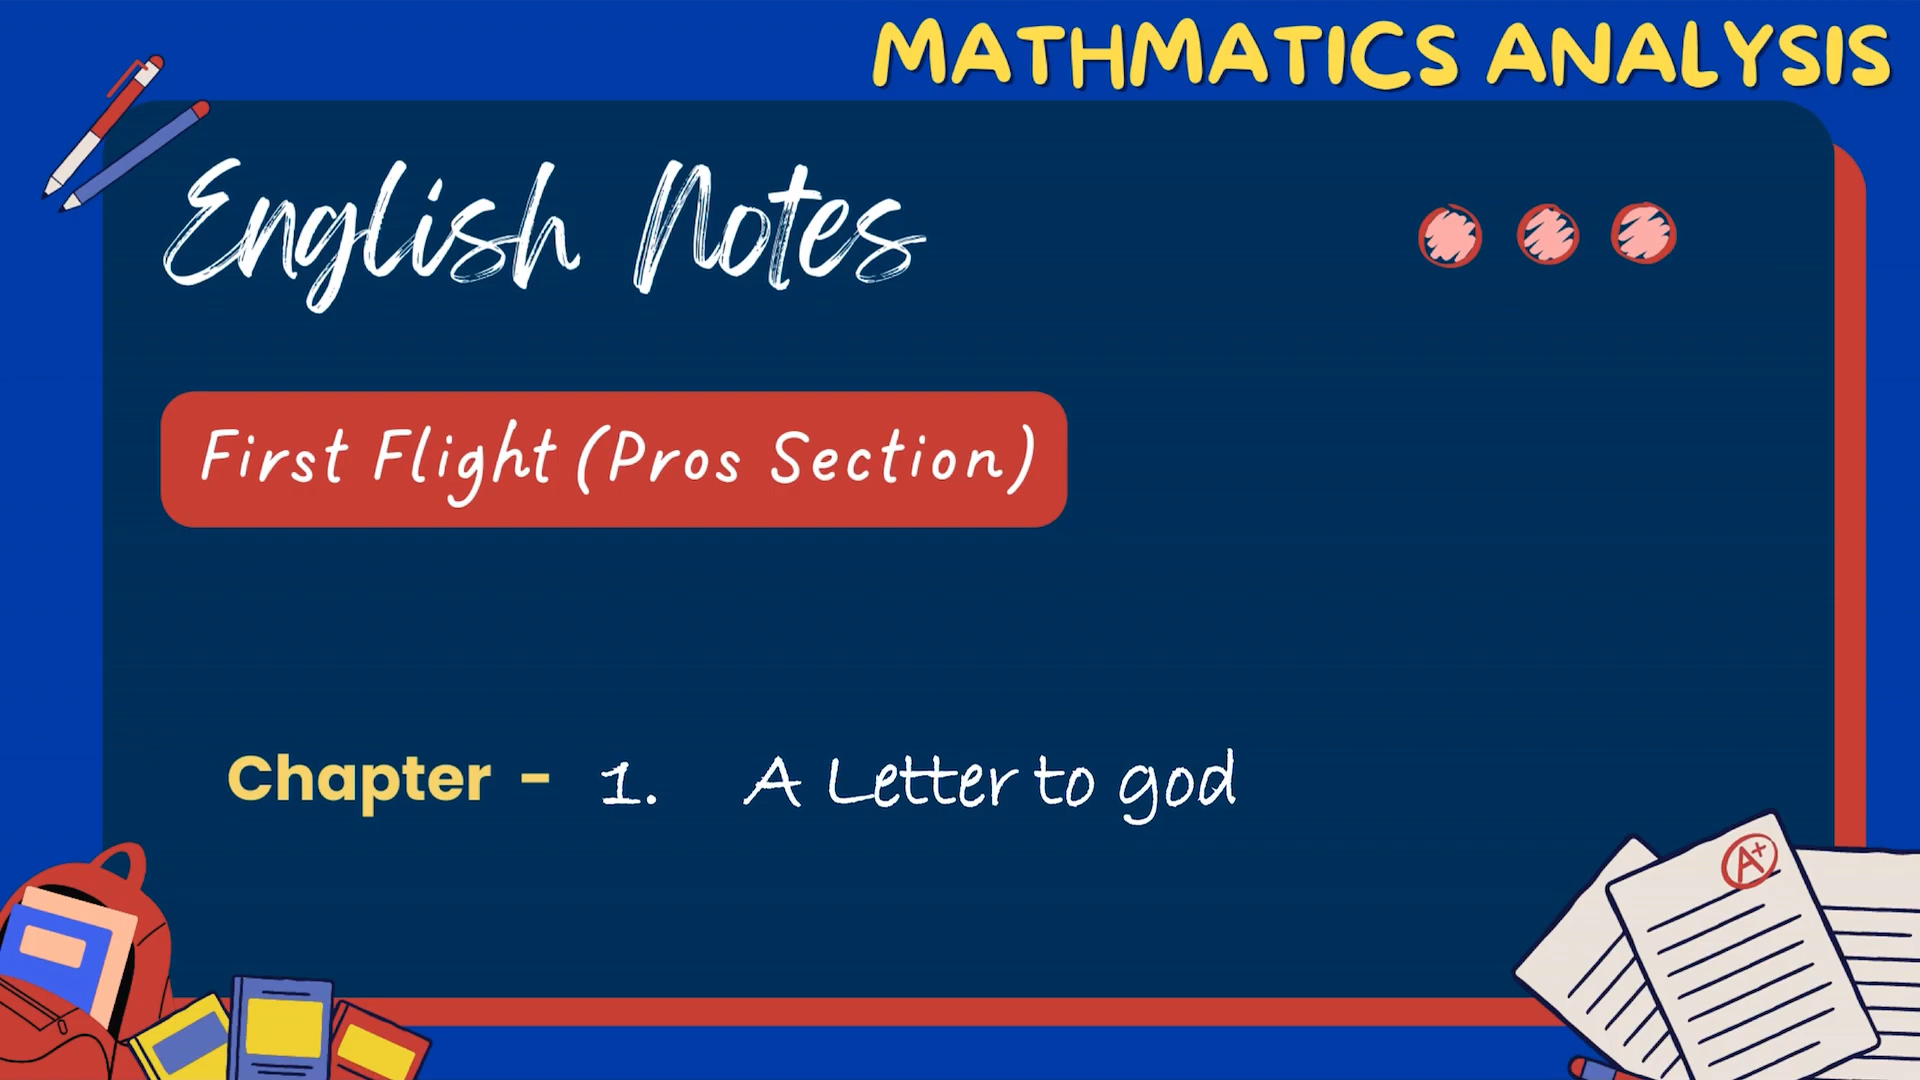 MATHMATICS ANALYSIS
English Notes
First Flight (Pros Section)
Chapter - 1. A Letter to god
A+